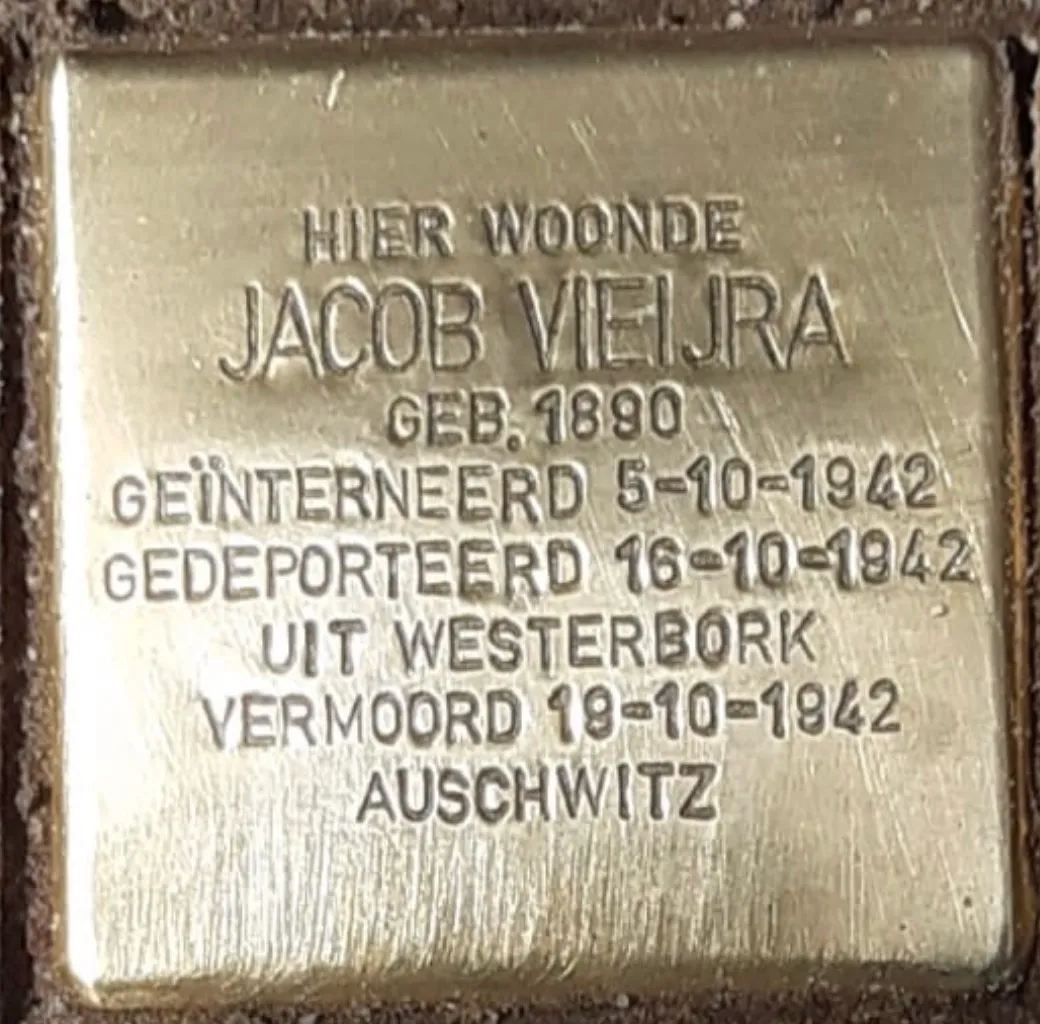 HIER WOONDE
JACOB VIEIJRA
GEB. 1890
GEÏNTERNEERD 5-10-1942
GEDEPORTEERD 16-10-1942
UIT WESTERBORK
VERMOORD 19-10-1942
AUSCHWITZ